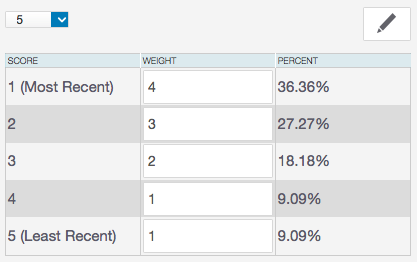 5
SCORE WEIGHT PERCENT
1 (Most Recent) 4 36.36%
2 3 27.27%
3 2 18.18%
4 1 9.09%
5 (Least Recent) 1 9.09%